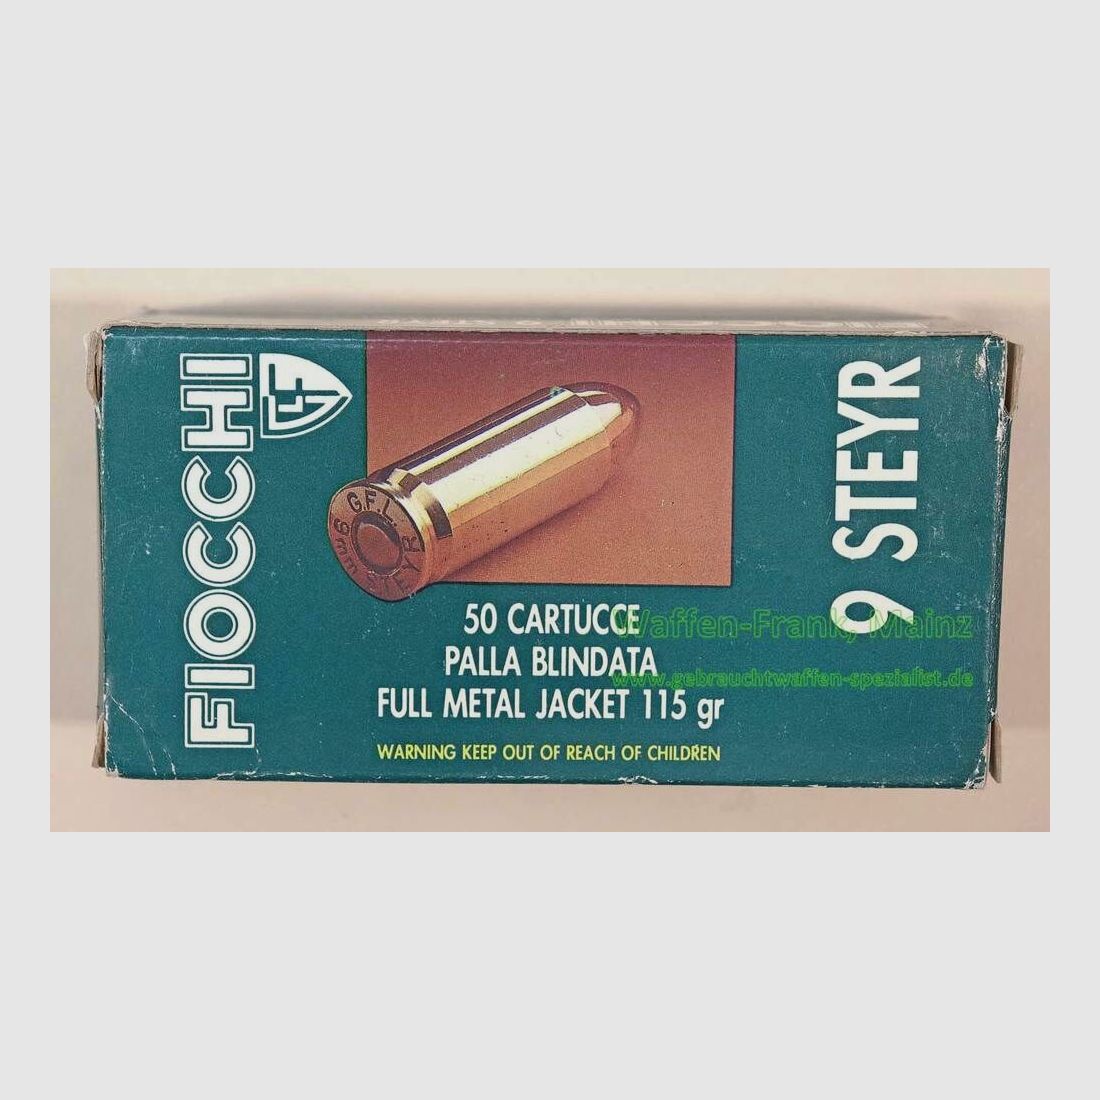 FIOCCHI
GFL
G.F.L.
9mm STEYR
9 STEYR
50 CARTUCCE
PALLA BLINDATA
FULL METAL JACKET 115 gr
WARNING KEEP OUT OF REACH OF CHILDREN
Waffen-Frank, Mainz
www.gebrauchtwaffen-spezialist.de